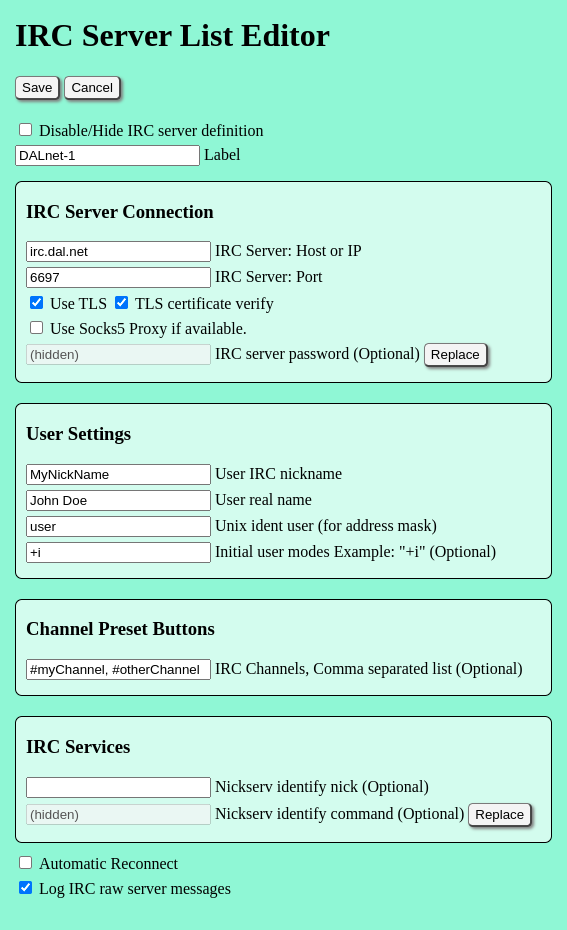 IRC Server List Editor
Save Cancel
Disable/Hide IRC server definition
DALnet-1 Label
IRC Server Connection
irc.dal.net IRC Server: Host or IP
6697 IRC Server: Port
Use TLS TLS certificate verify
Use Socks5 Proxy if available.
(hidden) IRC server password (Optional) Replace
User Settings
MyNickName User IRC nickname
John Doe User real name
user Unix ident user (for address mask)
+i Initial user modes Example: "+i" (Optional)
Channel Preset Buttons
#myChannel, #otherChannel IRC Channels, Comma separated list (Optional)
IRC Services
Nickserv identify nick (Optional)
(hidden) Nickserv identify command (Optional) Replace
Automatic Reconnect
Log IRC raw server messages